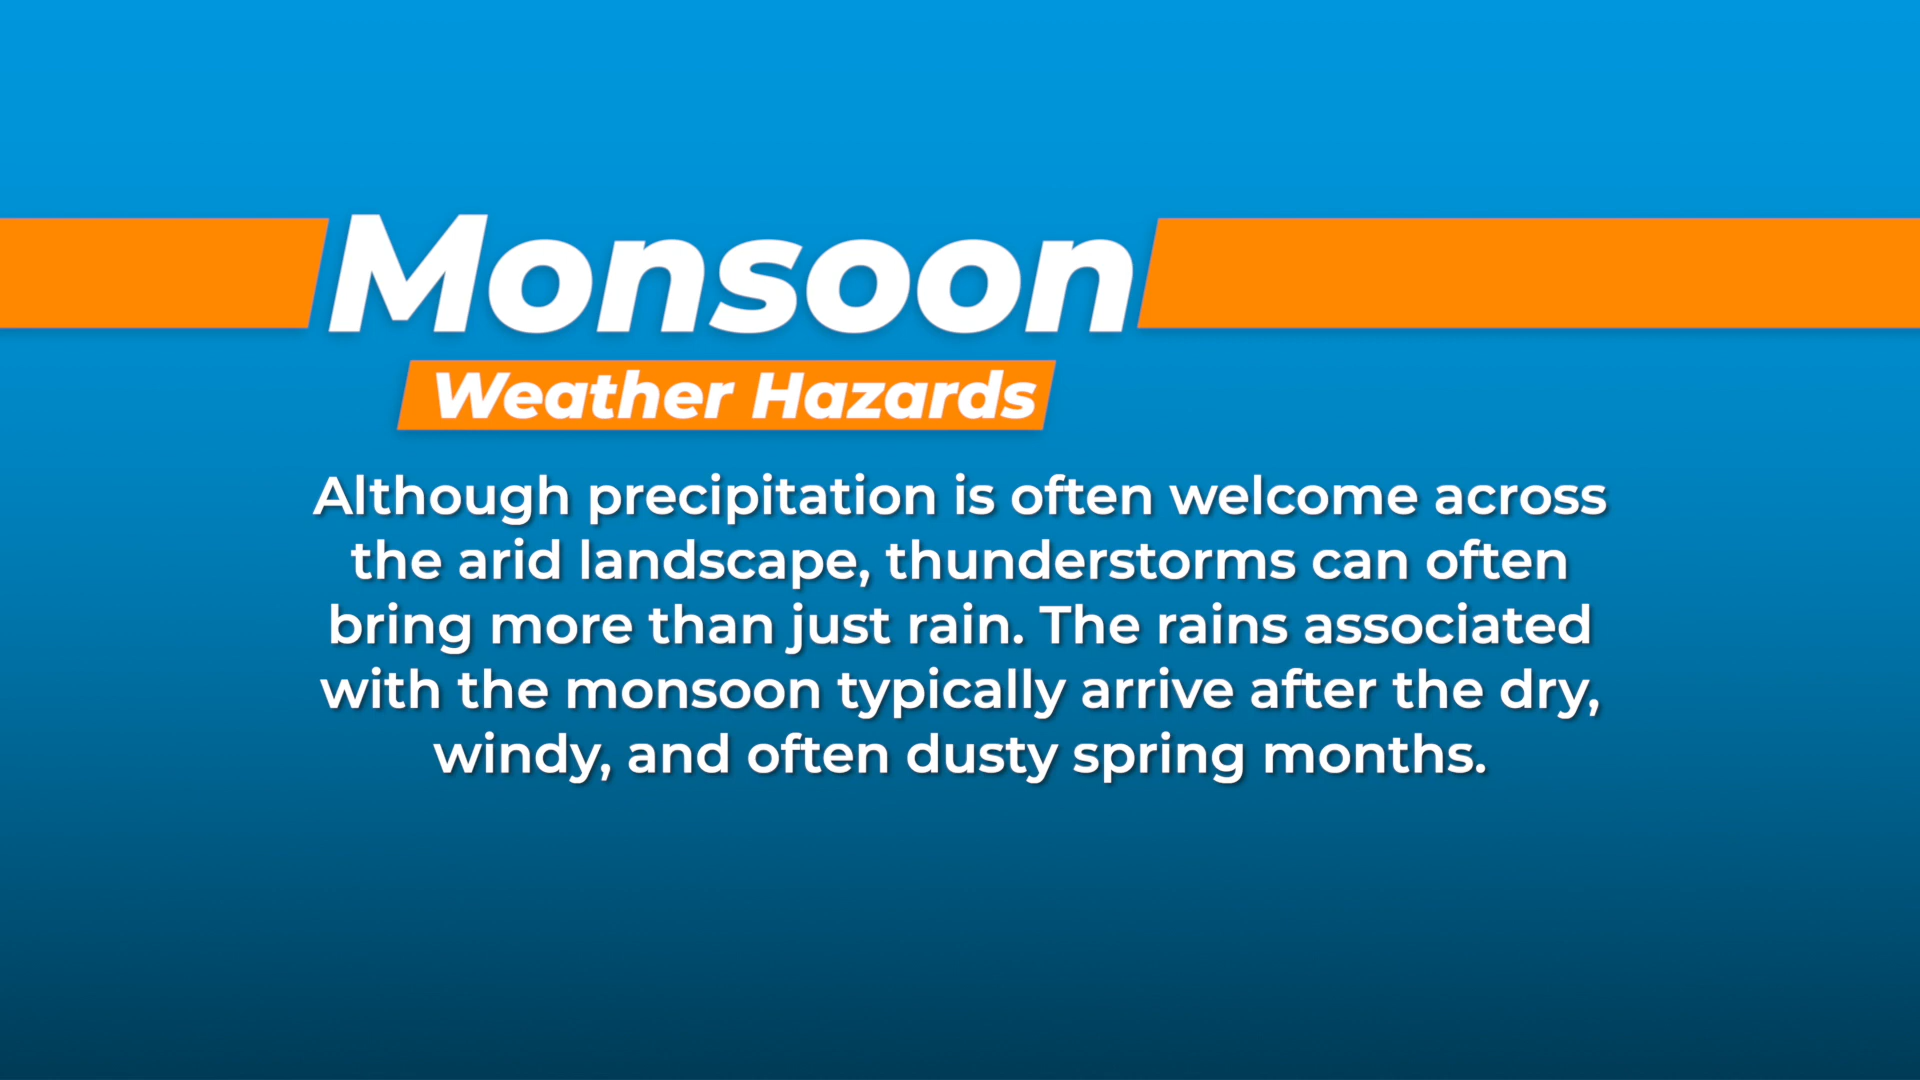 Monsoon
Weather Hazards
Although precipitation is often welcome across
the arid landscape, thunderstorms can often
bring more than just rain. The rains associated
with the monsoon typically arrive after the dry,
windy, and often dusty spring months.